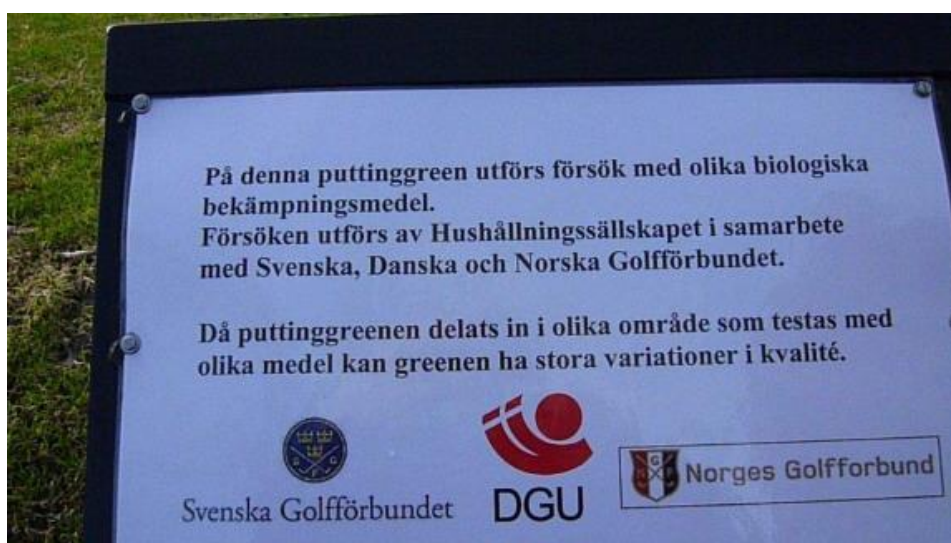 På denna puttinggreen utförs försök med olika biologiska
bekämpningsmedel.
Försöken utförs av Hushållningssällskapet i samarbete
med Svenska, Danska och Norska Golfförbundet.
Då puttinggreenen delats in i olika område som testas med
olika medel kan greenen ha stora variationer i kvalité.
Svenska Golfförbundet
DGU
Norges Golfforbund